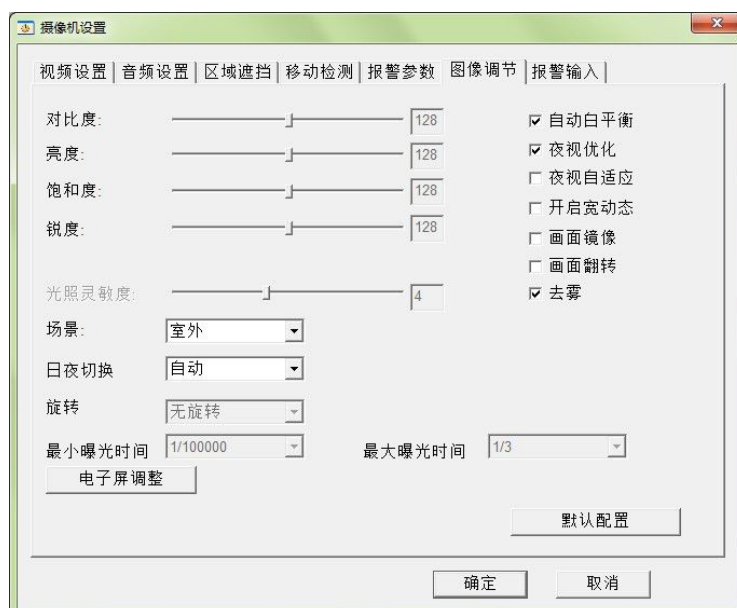 摄像机设置
视频设置 音频设置 区域遮挡 移动检测 报警参数 图像调节 报警输入
对比度: 128 自动白平衡
亮度: 128 夜视优化
夜视自适应
饱和度: 128
开启宽动态
锐度: 128
画面镜像
画面翻转
光照灵敏度: 4 去雾
场景: 室外
日夜切换 自动
旋转 无旋转
最小曝光时间 1/100000 最大曝光时间 1/3
电子屏调整
默认配置
确定 取消